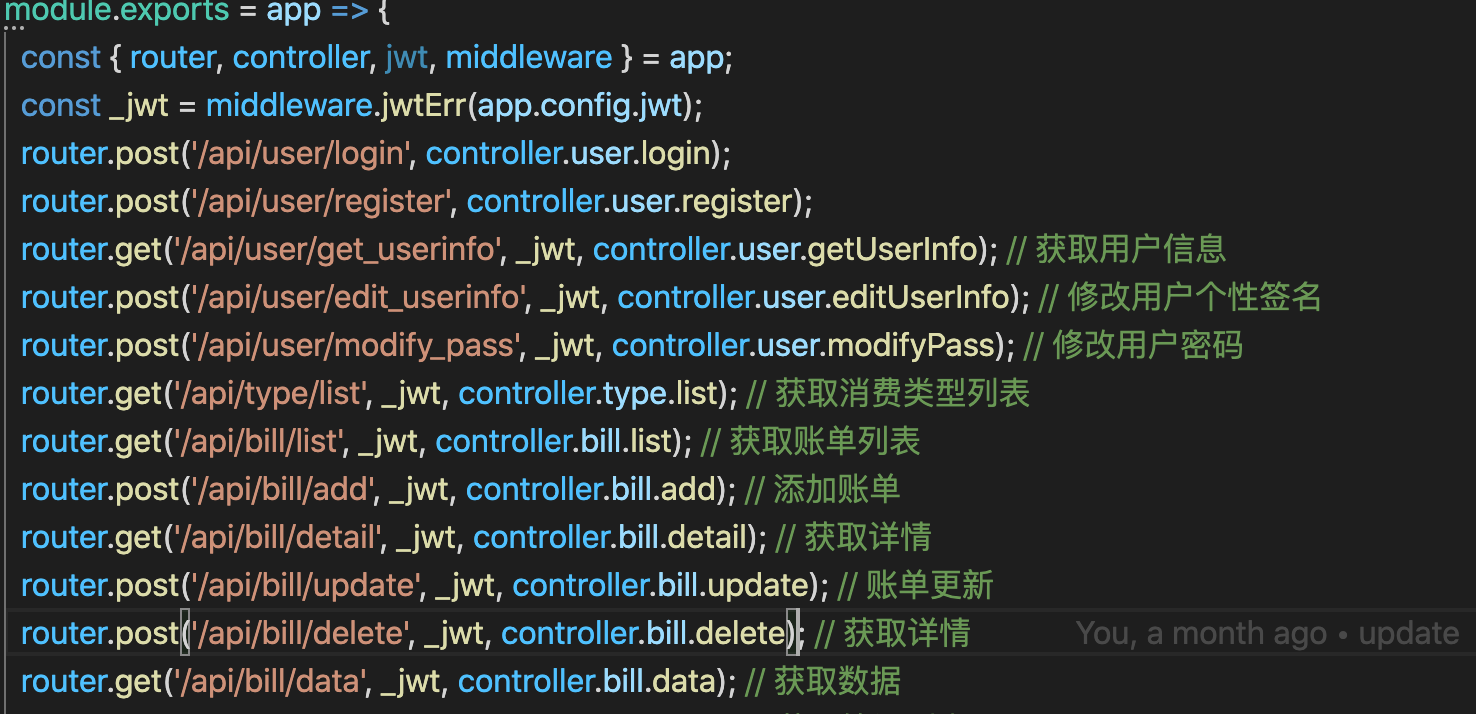 module.exports = app => {
const { router, controller, jwt, middleware } = app;
const _jwt = middleware.jwtErr(app.config.jwt);
router.post('/api/user/login', controller.user.login);
router.post('/api/user/register', controller.user.register);
router.get('/api/user/get_userinfo', _jwt, controller.user.getUserInfo); // 获取用户信息
router.post('/api/user/edit_userinfo', _jwt, controller.user.editUserInfo); // 修改用户个性签名
router.post('/api/user/modify_pass', _jwt, controller.user.modifyPass); // 修改用户密码
router.get('/api/type/list', _jwt, controller.type.list); // 获取消费类型列表
router.get('/api/bill/list', _jwt, controller.bill.list); // 获取账单列表
router.post('/api/bill/add', _jwt, controller.bill.add); // 添加账单
router.get('/api/bill/detail', _jwt, controller.bill.detail); // 获取详情
router.post('/api/bill/update', _jwt, controller.bill.update); // 账单更新
router.post('/api/bill/delete', _jwt, controller.bill.delete); // 获取详情 You, a month ago • update
router.get('/api/bill/data', _jwt, controller.bill.data); // 获取数据